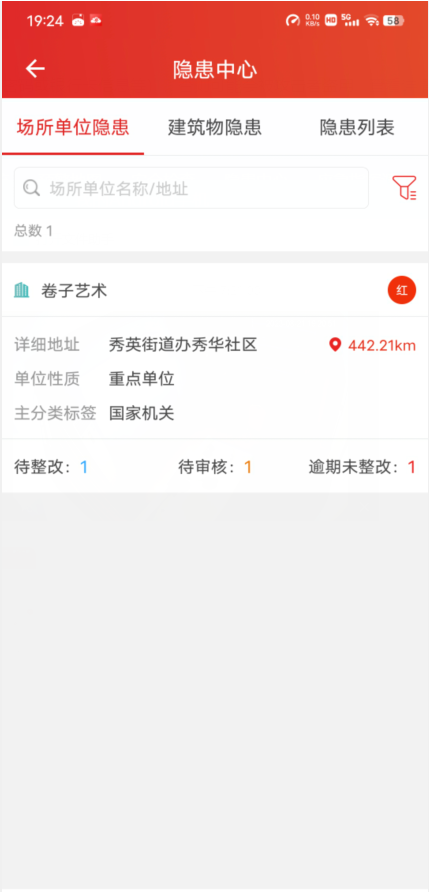 19:24 0.10 KB/s HD 5G 58
隐患中心
场所单位隐患 建筑物隐患 隐患列表
场所单位名称/地址
总数 1
卷子艺术 红
详细地址 秀英街道办秀华社区 442.21km
单位性质 重点单位
主分类标签 国家机关
待整改：1 待审核：1 逾期未整改：1